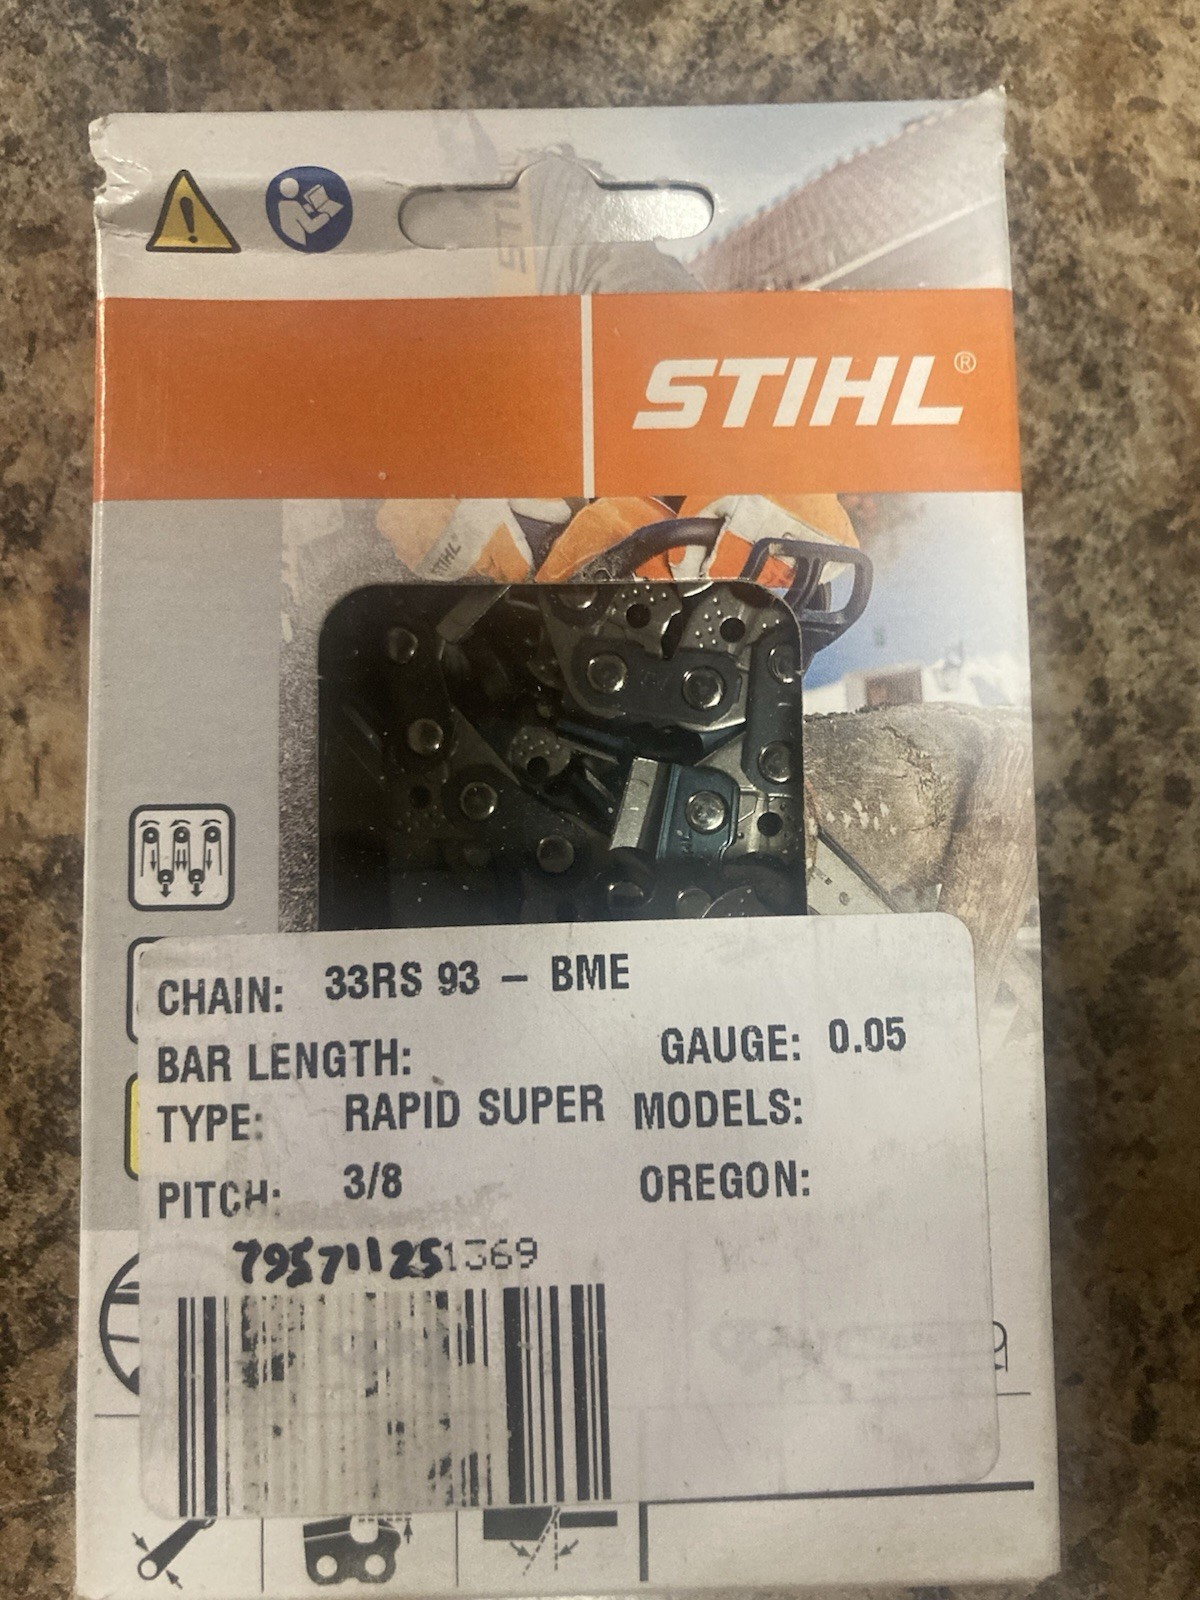 STIHL®
STIHL
CHAIN: 33RS 93 – BME
BAR LENGTH:
GAUGE: 0.05
TYPE: RAPID SUPER
MODELS:
PITCH: 3/8
OREGON:
795711251369